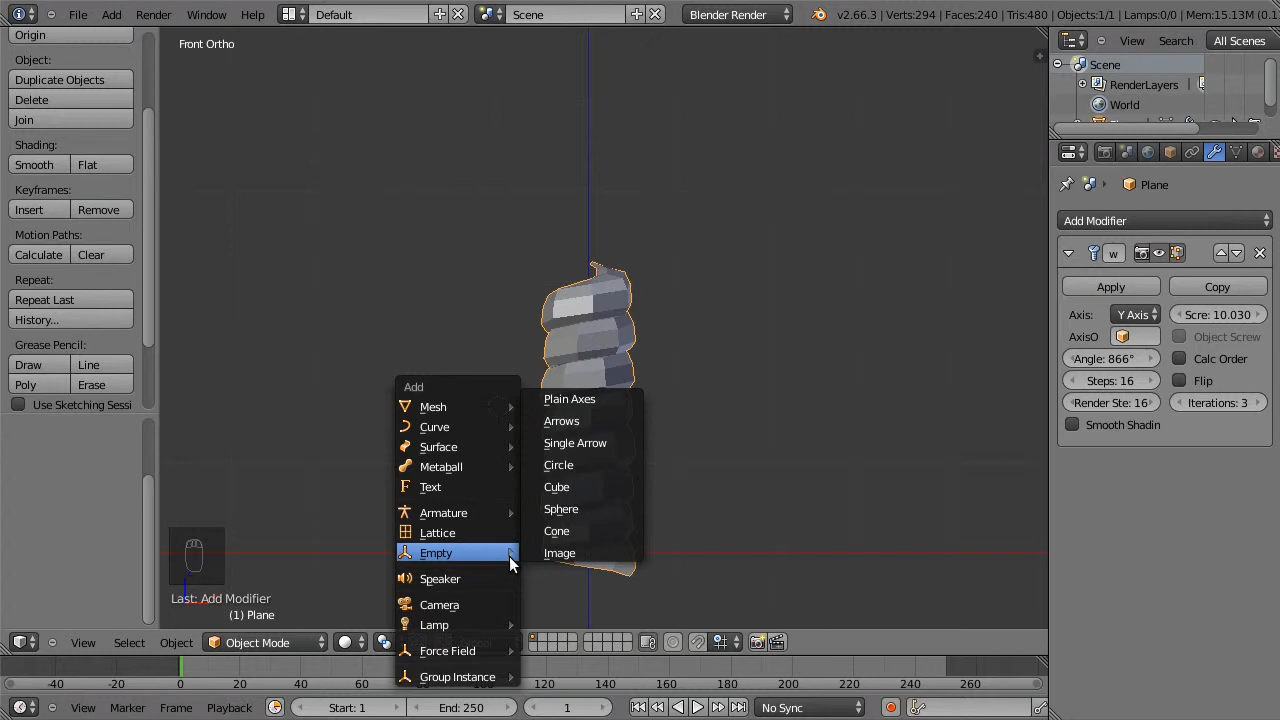 File Add Render Window Help Default Scene Blender Render v2.66.3 | Verts:294 | Faces:240 | Tris:480 | Objects:1/1 | Lamps:0/0 | Mem:15.13M
Origin
Object:
Duplicate Objects
Delete
Join
Shading:
Smooth Flat
Keyframes:
Insert Remove
Motion Paths:
Calculate Clear
Repeat:
Repeat Last
History...
Grease Pencil:
Draw Line
Poly Erase
Use Sketching Sessi
Front Ortho
Add
Mesh
Curve
Surface
Metaball
Text
Armature
Lattice
Empty
Speaker
Camera
Lamp
Force Field
Group Instance
Plain Axes
Arrows
Single Arrow
Circle
Cube
Sphere
Cone
Image
Last: Add Modifier
(1) Plane
View Search All Scenes
Scene
RenderLayers
World
Plane
Add Modifier
w
Apply Copy
Axis: Y Axis Scre: 10.030
AxisO Object Screw
Angle: 866° Calc Order
Steps: 16 Flip
Render Ste: 16 Iterations: 3
Smooth Shadin
View Select Object Object Mode
-40 -20 0 20 40 60 80 100 120 140 160 180 200 220 240 260
View Marker Frame Playback Start: 1 End: 250 1 No Sync